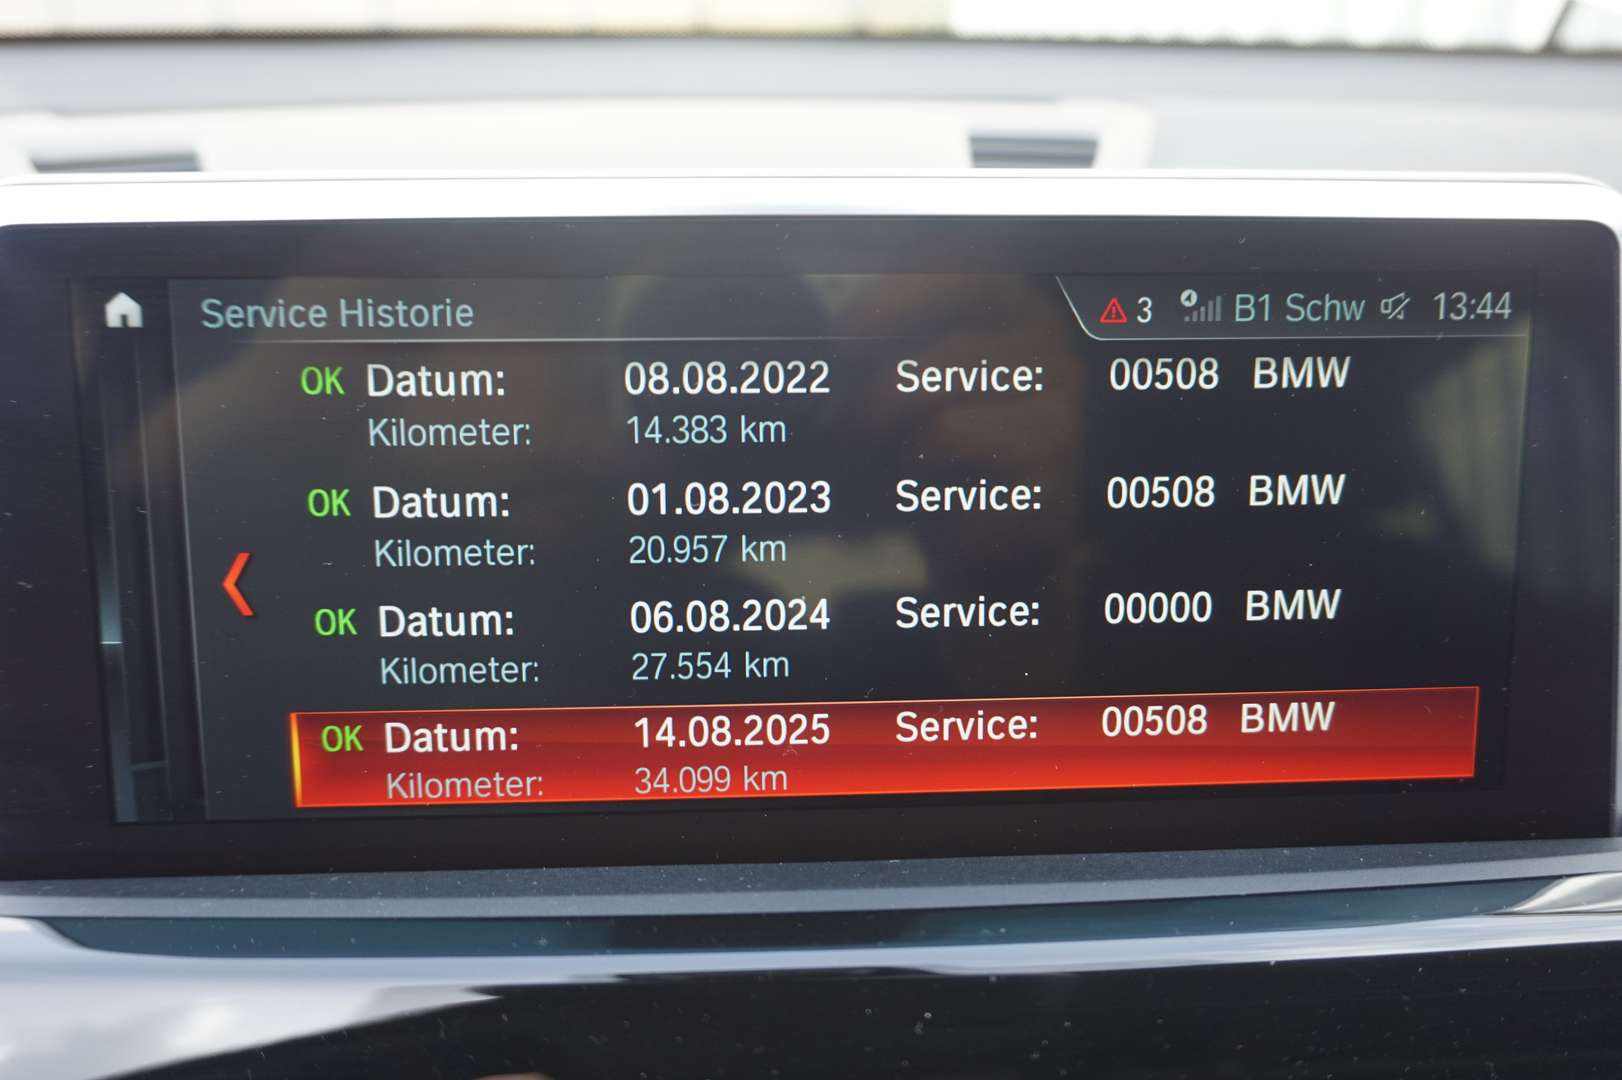 Service Historie 3 B1 Schw 13:44
OK Datum: 08.08.2022 Service: 00508 BMW
Kilometer: 14.383 km
OK Datum: 01.08.2023 Service: 00508 BMW
Kilometer: 20.957 km
OK Datum: 06.08.2024 Service: 00000 BMW
Kilometer: 27.554 km
OK Datum: 14.08.2025 Service: 00508 BMW
Kilometer: 34.099 km